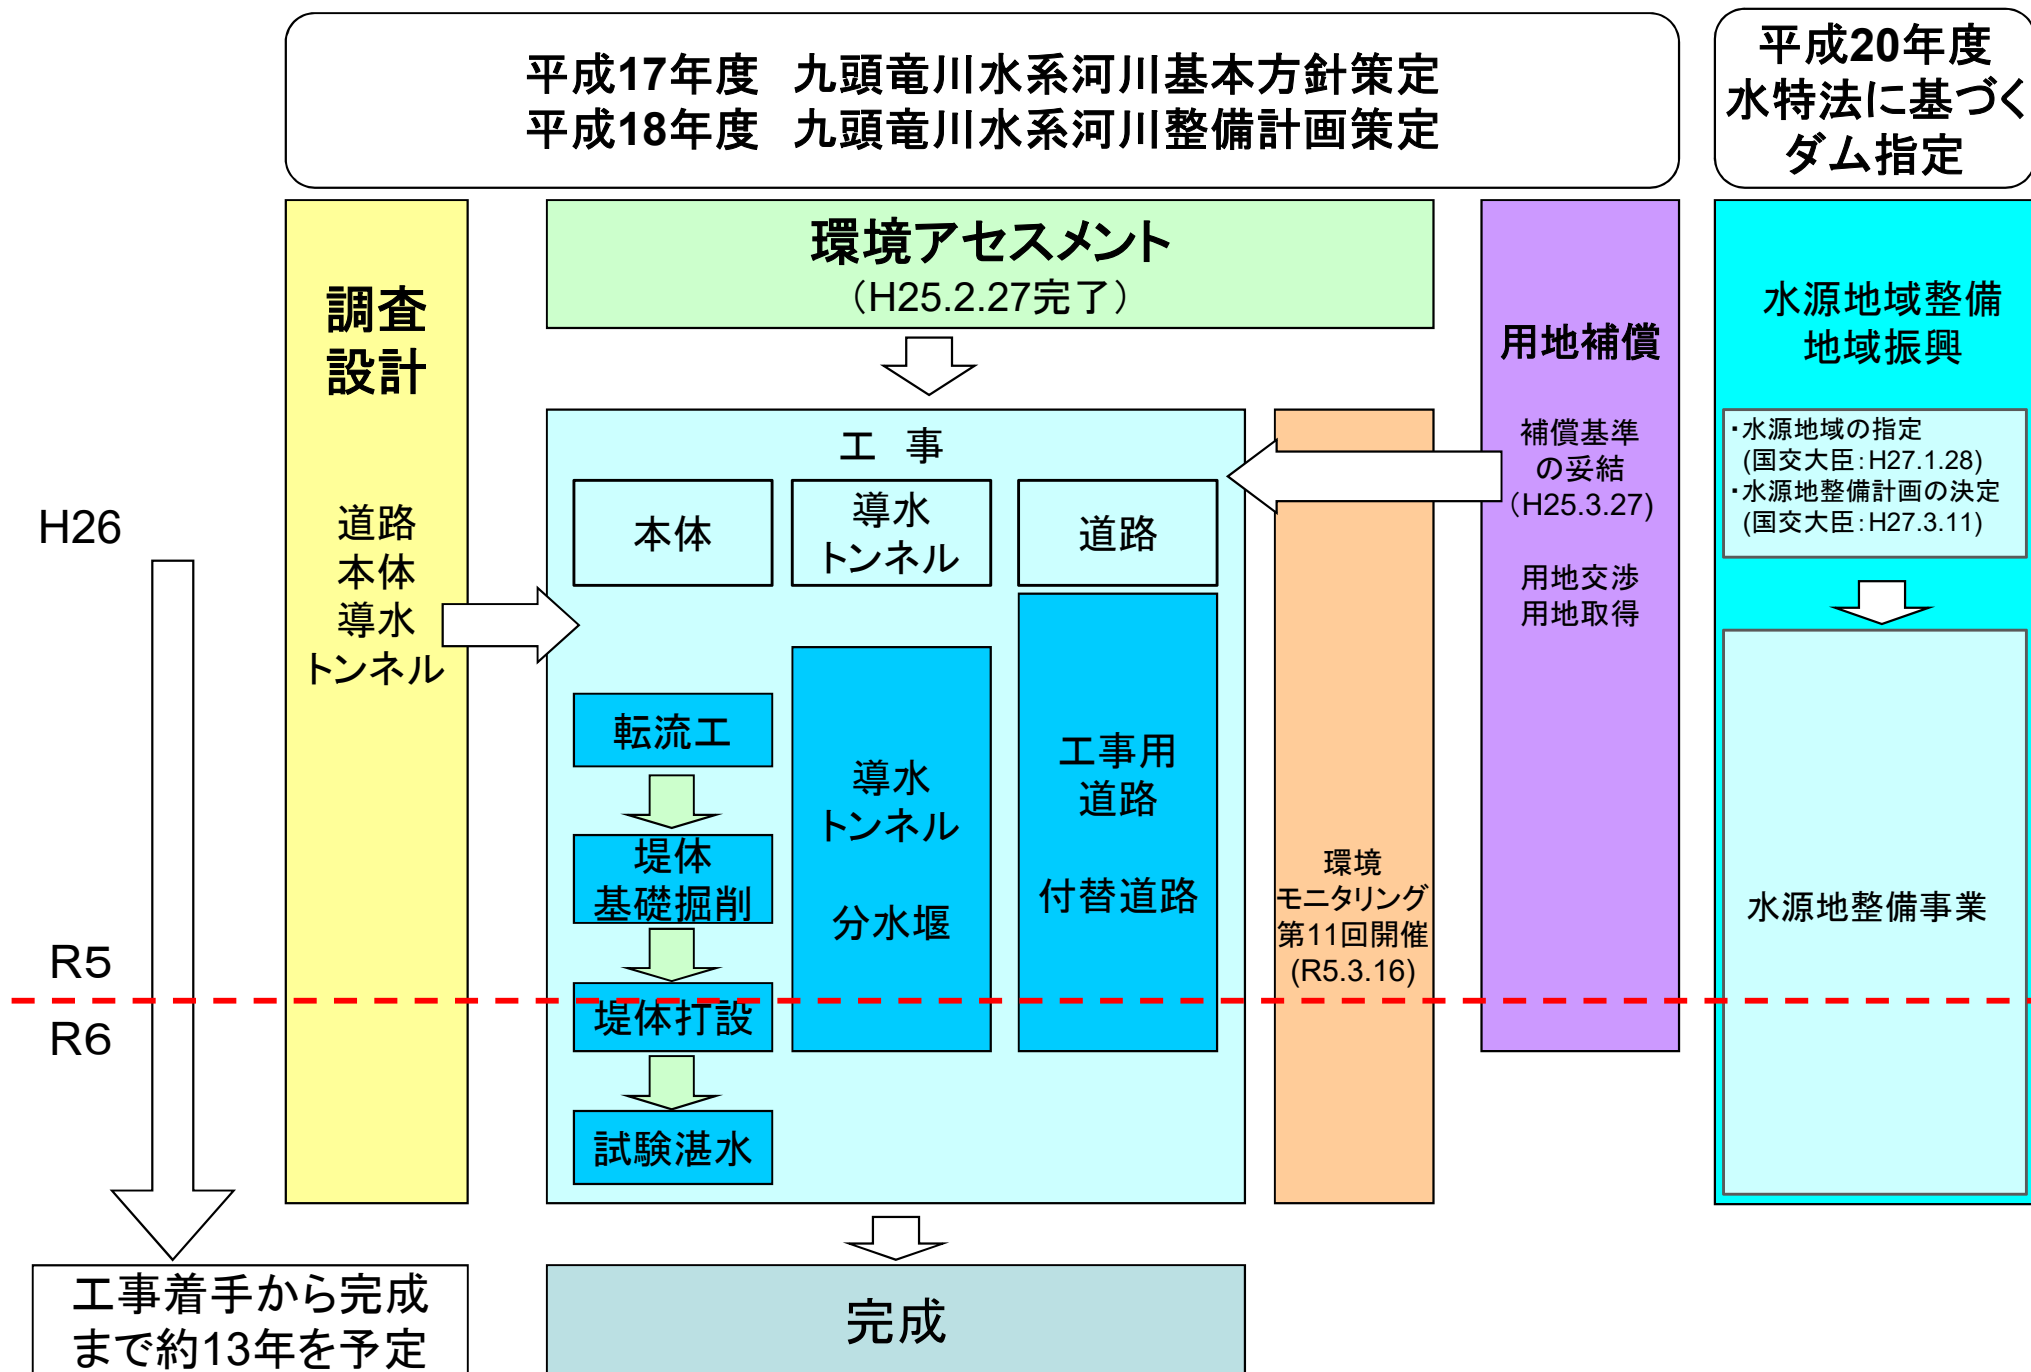 平成17年度　九頭竜川水系河川基本方針策定
平成18年度　九頭竜川水系河川整備計画策定
平成20年度
水特法に基づく
ダム指定
調査
設計
道路
本体
導水
トンネル
環境アセスメント
（H25.2.27完了）
用地補償
補償基準
の妥結
（H25.3.27)
用地交渉
用地取得
水源地域整備
地域振興
・水源地域の指定
(国交大臣：H27.1.28)
・水源地整備計画の決定
(国交大臣：H27.3.11)
水源地整備事業
工　事
本体
導水
トンネル
道路
転流工
堤体
基礎掘削
堤体打設
試験湛水
導水
トンネル
分水堰
工事用
道路
付替道路
環境
モニタリング
第11回開催
(R5.3.16)
H26
R5
R6
工事着手から完成
まで約13年を予定
完成